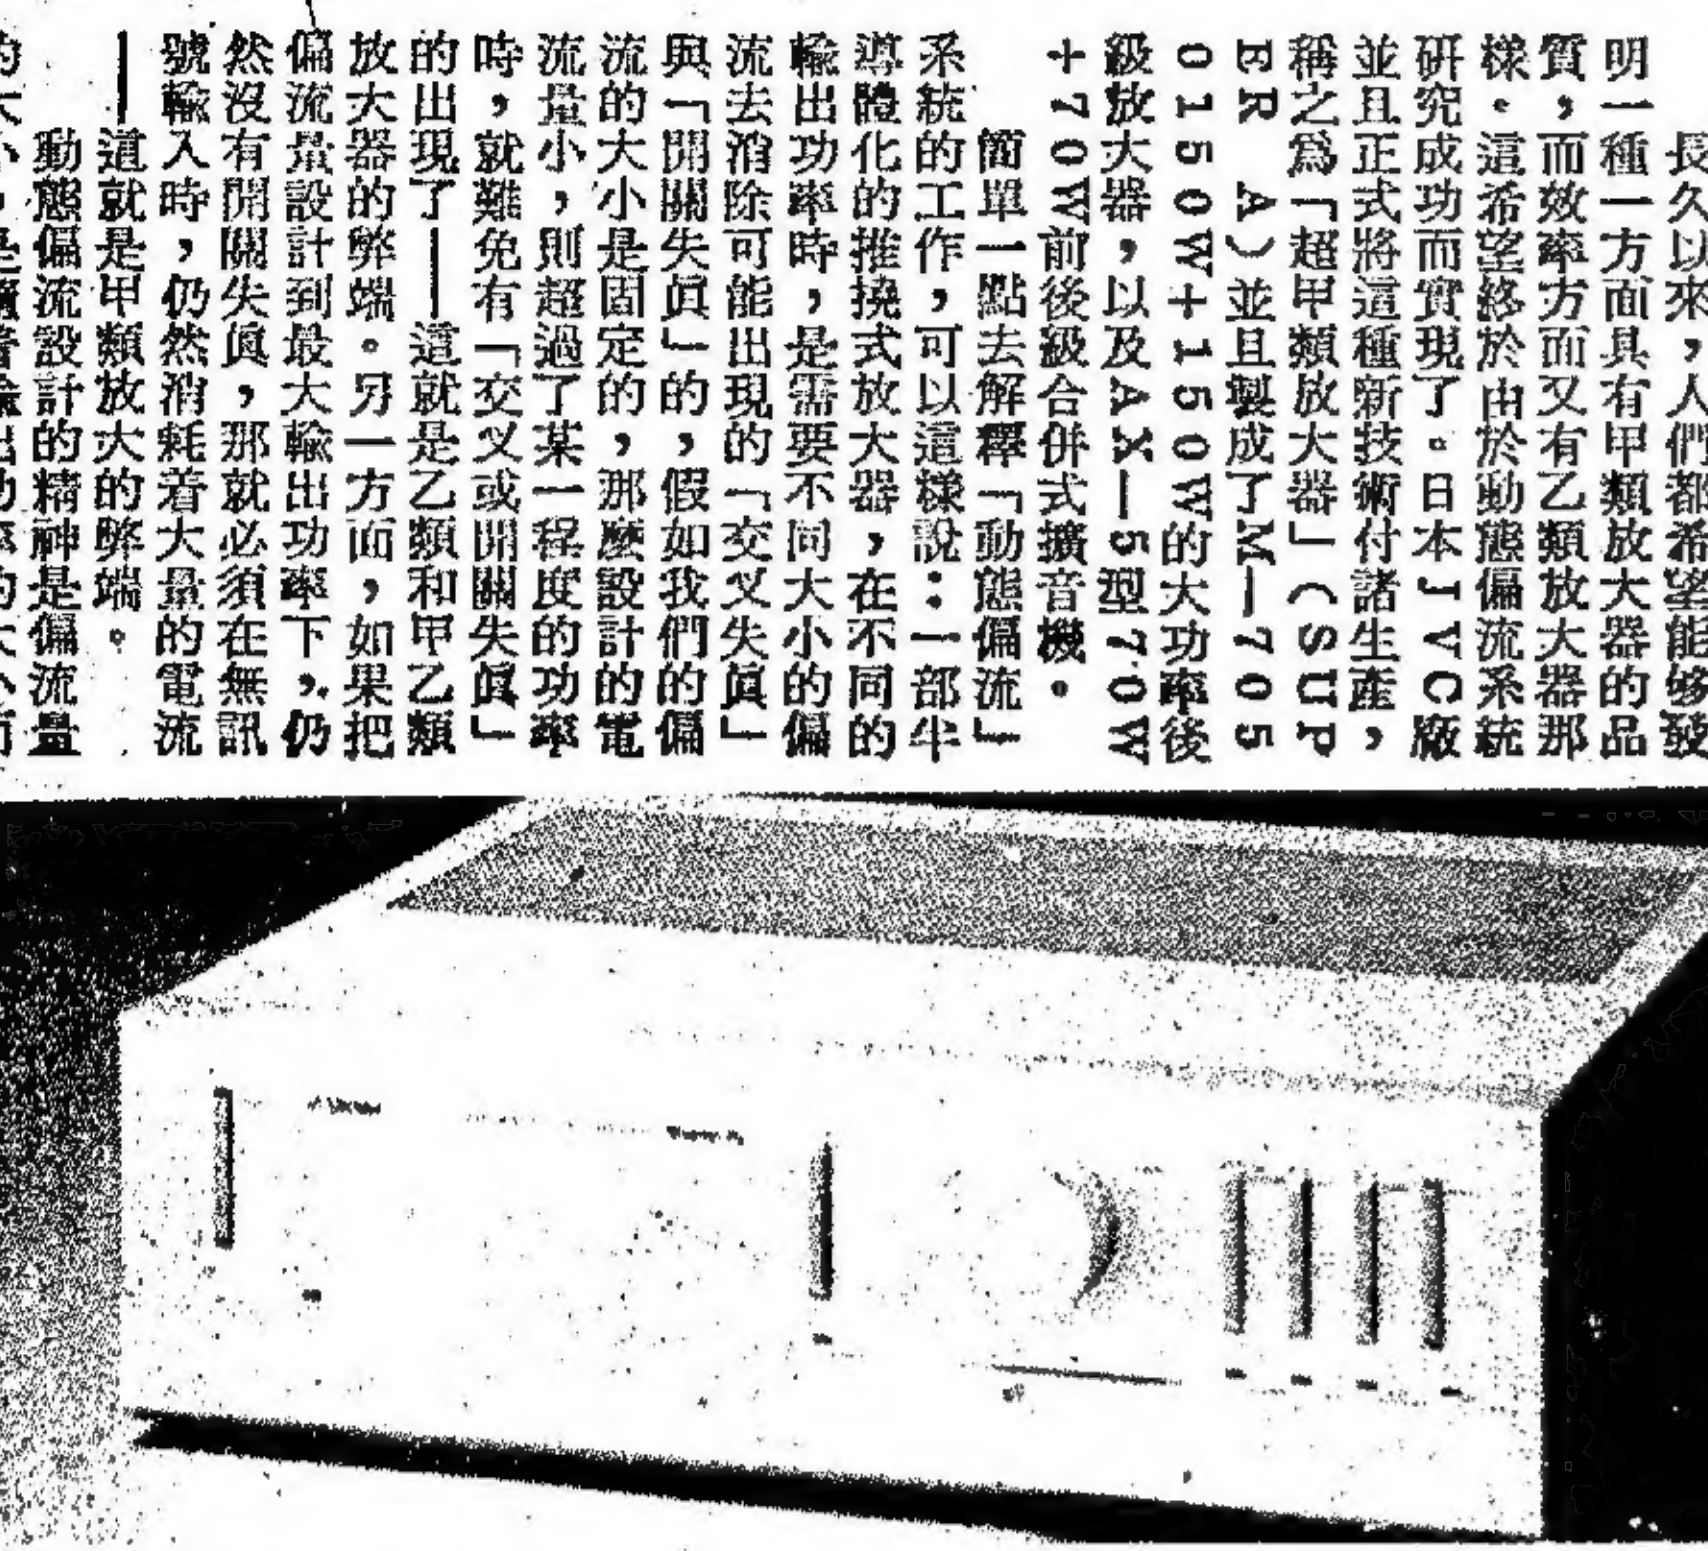 長久以來,人們都希望能够發
明一種一方面具有甲類放大器的品
質,而效率方面又有乙類放大器那
樣。這希望終於由於動態偏流系統
研究成功而實現了。日本JVC廠
並且正式將這種新技術付諸生產,
稱之爲「超甲類放大器」(SUP
ER A)並且製成了M—705
0150W+150W的大功率後
級放大器,以及AX—5型70W
+70W前後級合併式擴音機。
簡單一點去解釋「動態偏流」
系統的工作,可以這樣說:一部半
導體化的推撓式放大器,在不同的
輸出功率時,是需要不同大小的偏
流去消除可能出現的「交叉失眞」
與「開關失眞」的,假如我們的偏
流的大小是固定的,那麽設計的電
流量小,則超過了某一程度的功率
時,就難免有「交叉或開關失眞」
的出現了——這就是乙類和甲乙類
放大器的弊端。另一方面,如果把
偏流量設計到最大輸出功率下,仍
然沒有開關失眞,那就必須在無訊
號輸入時,仍然消耗着大量的電流
——道就是甲類放大的弊端。
動態偏流設計的精神是偏流量